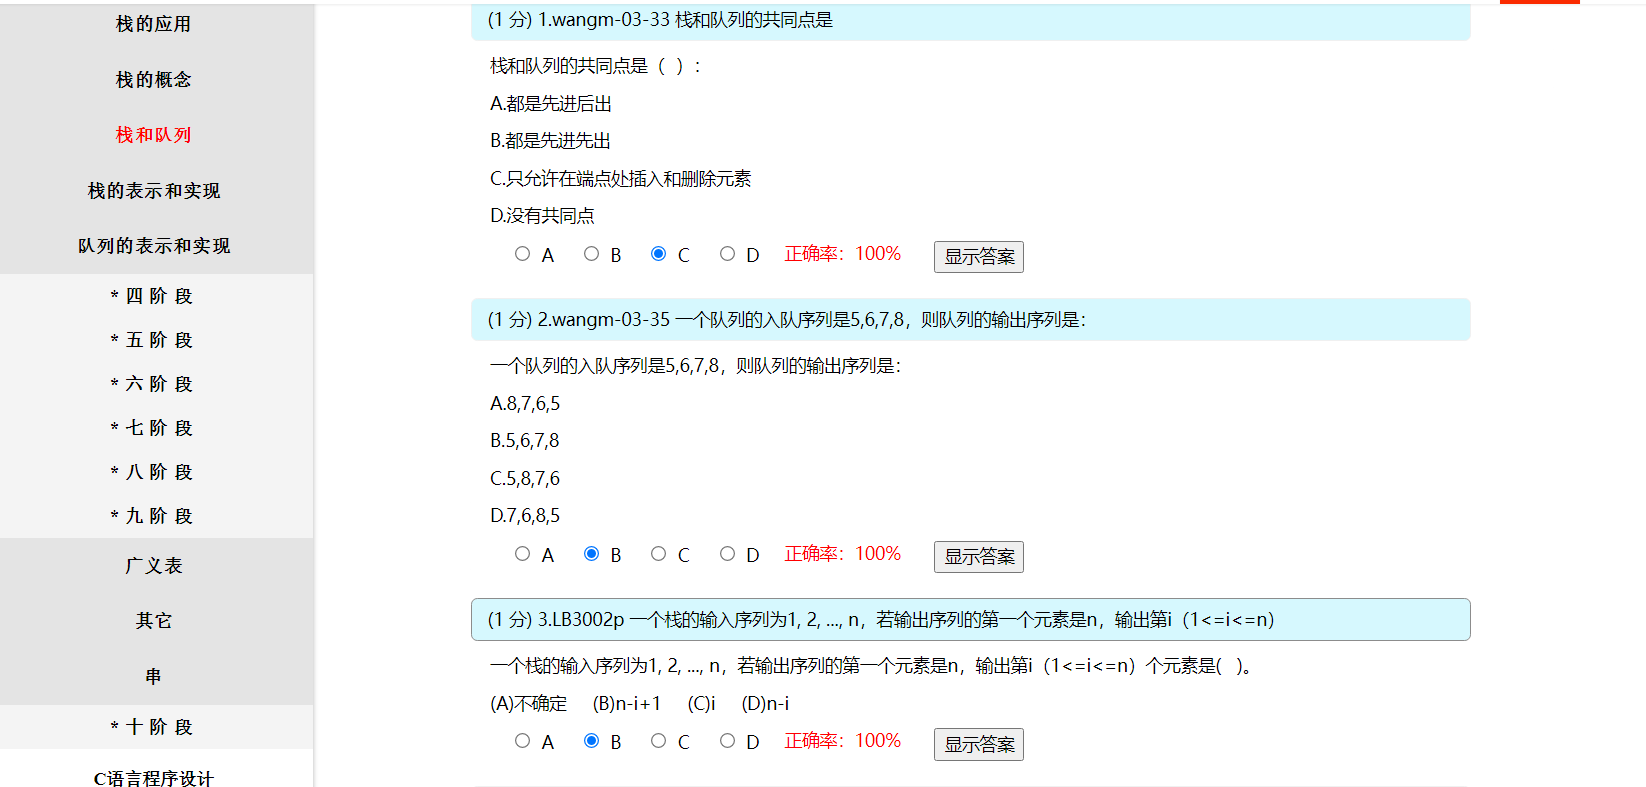 栈的应用
栈的概念
栈和队列
栈的表示和实现
队列的表示和实现
* 四 阶 段
* 五 阶 段
* 六 阶 段
* 七 阶 段
* 八 阶 段
* 九 阶 段
广义表
其它
串
* 十 阶 段
C语言程序设计
(1 分) 1.wangm-03-33 栈和队列的共同点是
栈和队列的共同点是（ ）:
A.都是先进后出
B.都是先进先出
C.只允许在端点处插入和删除元素
D.没有共同点
A B C D 正确率：100% 显示答案
(1 分) 2.wangm-03-35 一个队列的入队序列是5,6,7,8，则队列的输出序列是：
一个队列的入队序列是5,6,7,8，则队列的输出序列是：
A.8,7,6,5
B.5,6,7,8
C.5,8,7,6
D.7,6,8,5
A B C D 正确率：100% 显示答案
(1 分) 3.LB3002p 一个栈的输入序列为1, 2, ..., n，若输出序列的第一个元素是n，输出第i（1<=i<=n）
一个栈的输入序列为1, 2, ..., n，若输出序列的第一个元素是n，输出第i（1<=i<=n）个元素是( )。
(A)不确定 (B)n-i+1 (C)i (D)n-i
A B C D 正确率：100% 显示答案